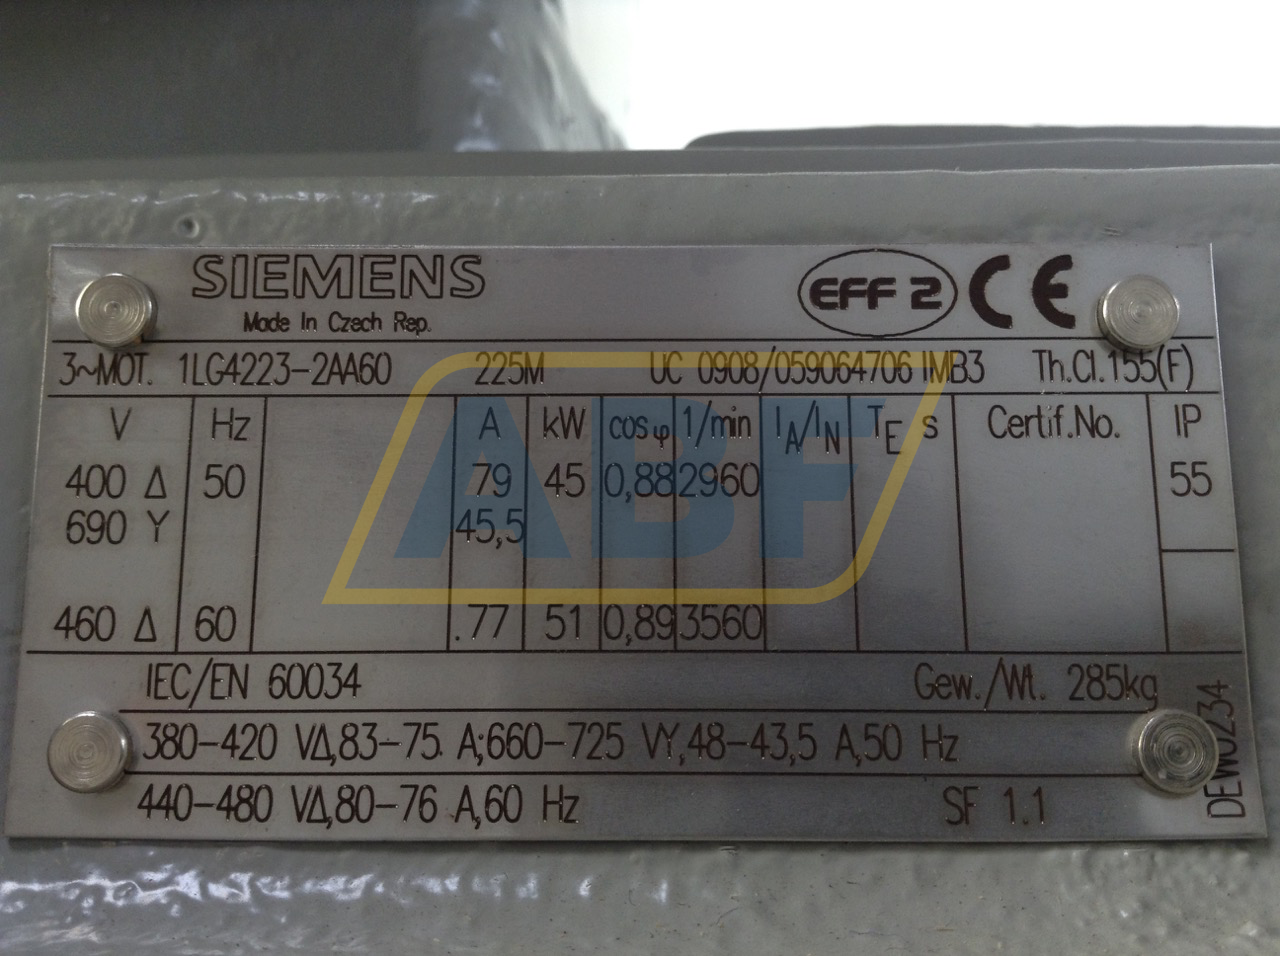 SIEMENS
Made In Czech Rep.
EFF 2 CE
3~MOT. 1LG4223-2AA60 225M UC 0908/059064706 IMB3 Th.Cl.155(F)
V Hz A kW cosφ 1/min IA/IN TE s Certif.No. IP
400 Δ 50 79 45 0,88 2960 55
690 Y 45,5
460 Δ 60 .77 51 0,89 3560
IEC/EN 60034 Gew./Wt. 285kg
380-420 VΔ,83-75. A;660-725 VY,48-43,5 A,50 Hz
440-480 VΔ,80-76 A,60 Hz SF 1.1
ABF